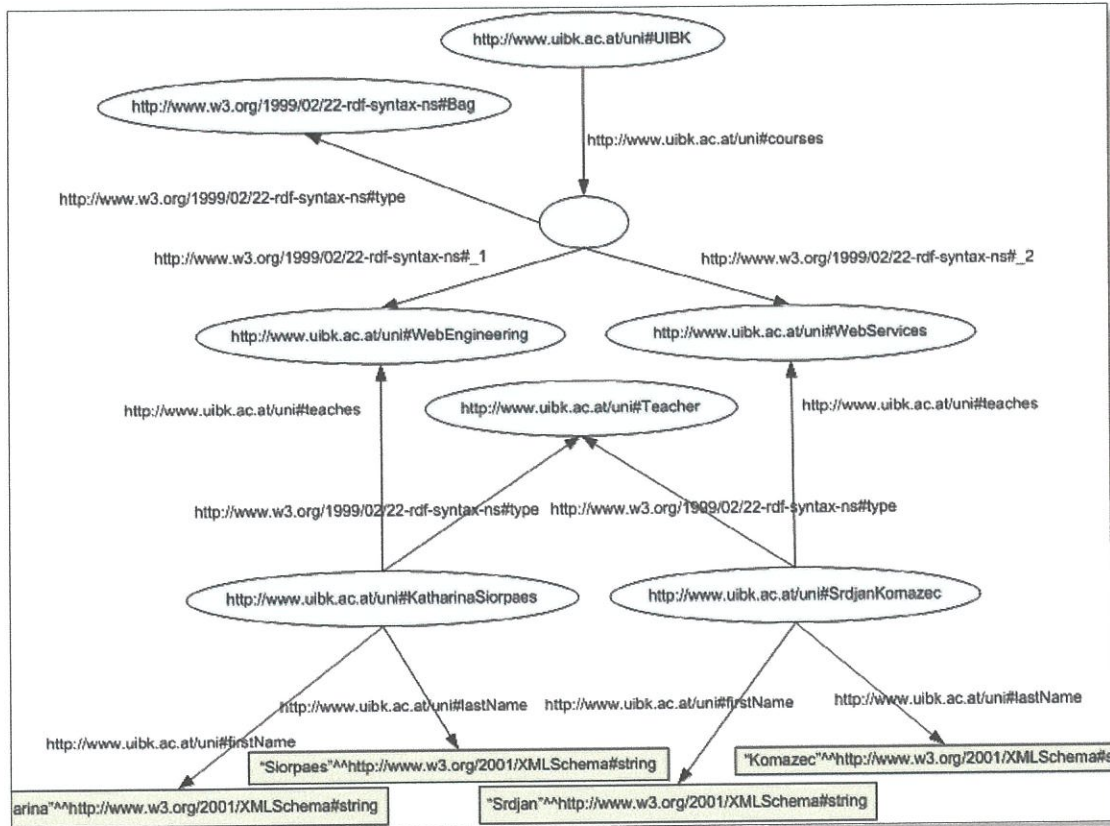 http://www.uibk.ac.at/uni#UIBK
http://www.w3.org/1999/02/22-rdf-syntax-ns#Bag
http://www.uibk.ac.at/uni#courses
http://www.w3.org/1999/02/22-rdf-syntax-ns#type
http://www.w3.org/1999/02/22-rdf-syntax-ns#_1
http://www.w3.org/1999/02/22-rdf-syntax-ns#_2
http://www.uibk.ac.at/uni#WebEngineering
http://www.uibk.ac.at/uni#WebServices
http://www.uibk.ac.at/uni#teaches
http://www.uibk.ac.at/uni#Teacher
http://www.uibk.ac.at/uni#teaches
http://www.w3.org/1999/02/22-rdf-syntax-ns#type
http://www.w3.org/1999/02/22-rdf-syntax-ns#type
http://www.uibk.ac.at/uni#KatharinaSiorpaes
http://www.uibk.ac.at/uni#SrdjanKomazec
http://www.uibk.ac.at/uni#lastName
http://www.uibk.ac.at/uni#firstName
http://www.uibk.ac.at/uni#lastName
http://www.uibk.ac.at/uni#firstName
"Siorpaes"^^http://www.w3.org/2001/XMLSchema#string
"Komazec"^^http://www.w3.org/2001/XMLSchema#s
arina"^^http://www.w3.org/2001/XMLSchema#string
"Srdjan"^^http://www.w3.org/2001/XMLSchema#string